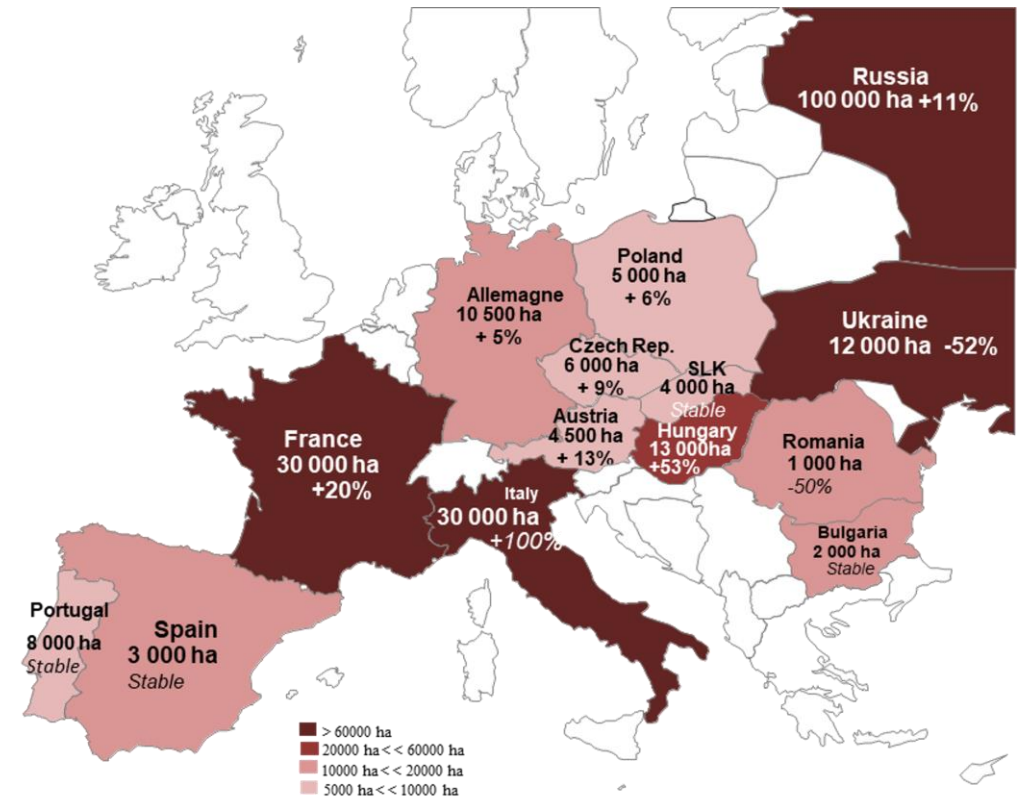 Russia
100 000 ha +11%
Poland
5 000 ha
+ 6%
Allemagne
10 500 ha
+ 5%
Ukraine
12 000 ha -52%
Czech Rep.
6 000 ha
+ 9%
SLK
4 000 ha
Stable
Austria
4 500 ha
+ 13%
Hungary
13 000ha
+53%
France
30 000 ha
+20%
Romania
1 000 ha
-50%
Italy
30 000 ha
+100%
Bulgaria
2 000 ha
Stable
Portugal
8 000 ha
Stable
Spain
3 000 ha
Stable
> 60000 ha
20000 ha<< 60000 ha
10000 ha<< 20000 ha
5000 ha<< 10000 ha